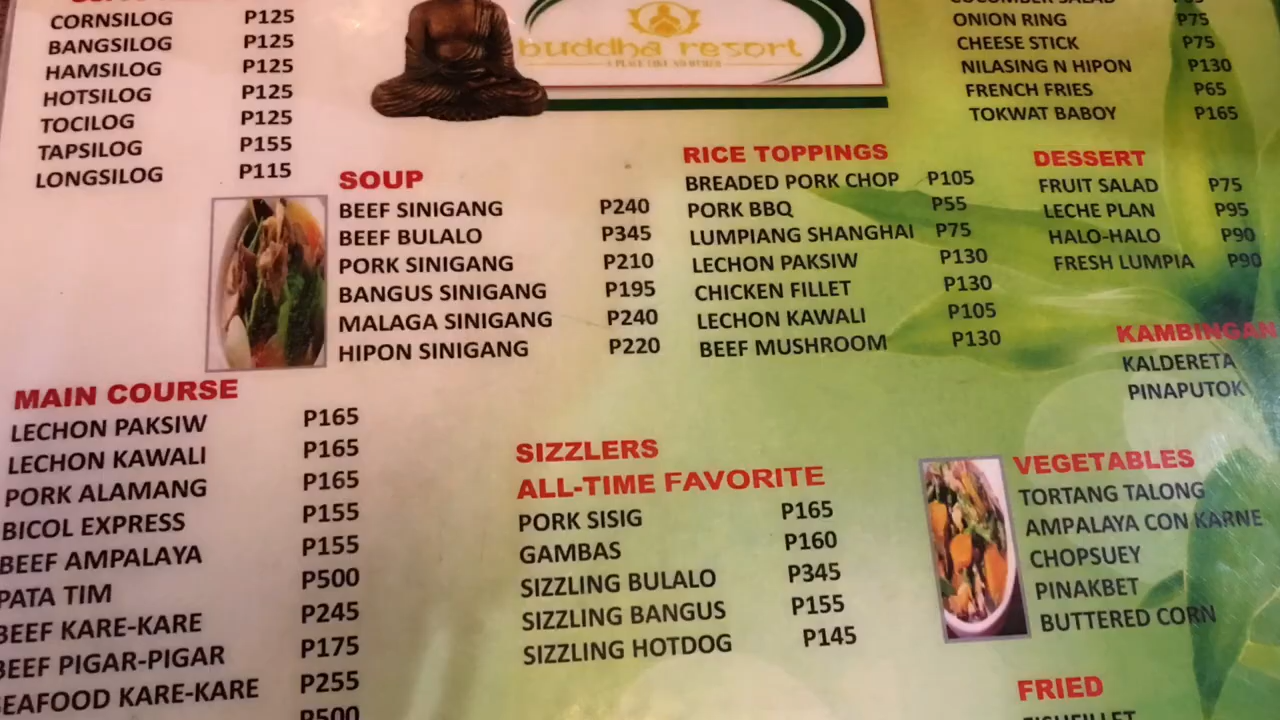 CORNSILOG P125
BANGSILOG P125
HAMSILOG P125
HOTSILOG P125
TOCILOG P125
TAPSILOG P155
LONGSILOG P115
buddha resort
ONION RING P75
CHEESE STICK P75
NILASING N HIPON P130
FRENCH FRIES P65
TOKWAT BABOY P165
SOUP
BEEF SINIGANG P240
BEEF BULALO P345
PORK SINIGANG P210
BANGUS SINIGANG P195
MALAGA SINIGANG P240
HIPON SINIGANG P220
RICE TOPPINGS
BREADED PORK CHOP P105
PORK BBQ P55
LUMPIANG SHANGHAI P75
LECHON PAKSIW P130
CHICKEN FILLET P130
LECHON KAWALI P105
BEEF MUSHROOM P130
DESSERT
FRUIT SALAD P75
LECHE PLAN P95
HALO-HALO P90
FRESH LUMPIA P90
KAMBINGAN
KALDERETA
PINAPUTOK
MAIN COURSE
LECHON PAKSIW P165
LECHON KAWALI P165
PORK ALAMANG P165
BICOL EXPRESS P155
BEEF AMPALAYA P155
PATA TIM P500
BEEF KARE-KARE P245
BEEF PIGAR-PIGAR P175
SEAFOOD KARE-KARE P255
P500
SIZZLERS
ALL-TIME FAVORITE
PORK SISIG P165
GAMBAS P160
SIZZLING BULALO P345
SIZZLING BANGUS P155
SIZZLING HOTDOG P145
VEGETABLES
TORTANG TALONG
AMPALAYA CON KARNE
CHOPSUEY
PINAKBET
BUTTERED CORN
FRIED